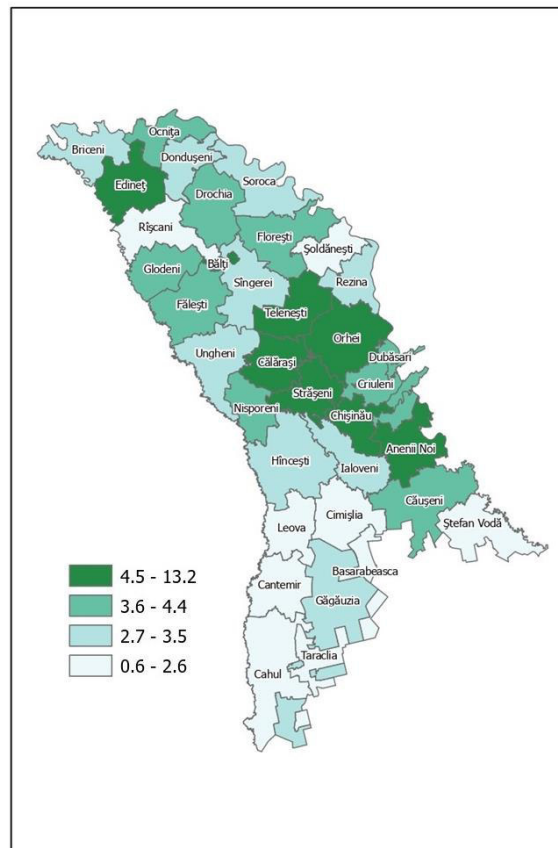 Ocnița
Briceni
Dondușeni
Edineț
Soroca
Drochia
Rîșcani
Florești
Șoldănești
Bălți
Glodeni
Sîngerei
Rezina
Fălești
Telenești
Orhei
Ungheni
Călărași
Dubăsari
Criuleni
Strășeni
Nisporeni
Chișinău
Anenii Noi
Hîncești
Ialoveni
Căușeni
Cimișlia
Ștefan Vodă
Leova
Basarabeasca
Cantemir
Găgăuzia
Taraclia
Cahul
4.5 - 13.2
3.6 - 4.4
2.7 - 3.5
0.6 - 2.6